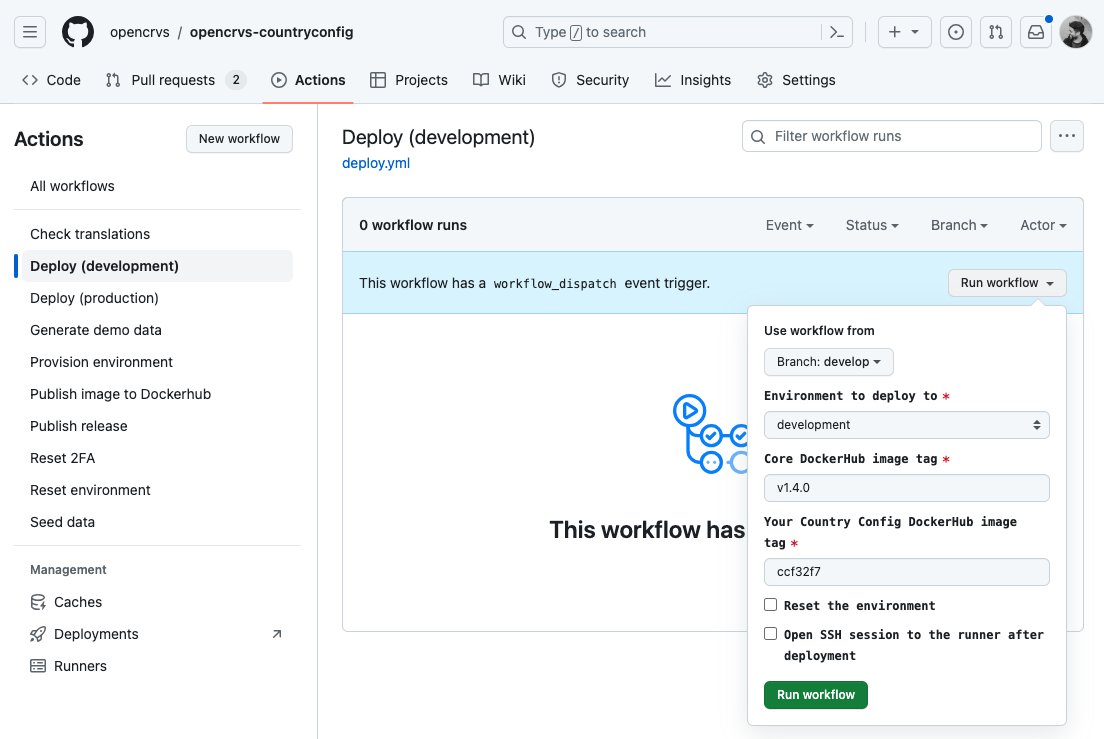 opencrvs / opencrvs-countryconfig
Type / to search
Code
Pull requests 2
Actions
Projects
Wiki
Security
Insights
Settings
Actions
New workflow
All workflows
Check translations
Deploy (development)
Deploy (production)
Generate demo data
Provision environment
Publish image to Dockerhub
Publish release
Reset 2FA
Reset environment
Seed data
Management
Caches
Deployments
Runners
Deploy (development)
deploy.yml
Filter workflow runs
0 workflow runs
Event
Status
Branch
Actor
This workflow has a workflow_dispatch event trigger.
Run workflow
This workflow has
Use workflow from
Branch: develop
Environment to deploy to *
development
Core DockerHub image tag *
v1.4.0
Your Country Config DockerHub image
tag *
ccf32f7
Reset the environment
Open SSH session to the runner after
deployment
Run workflow